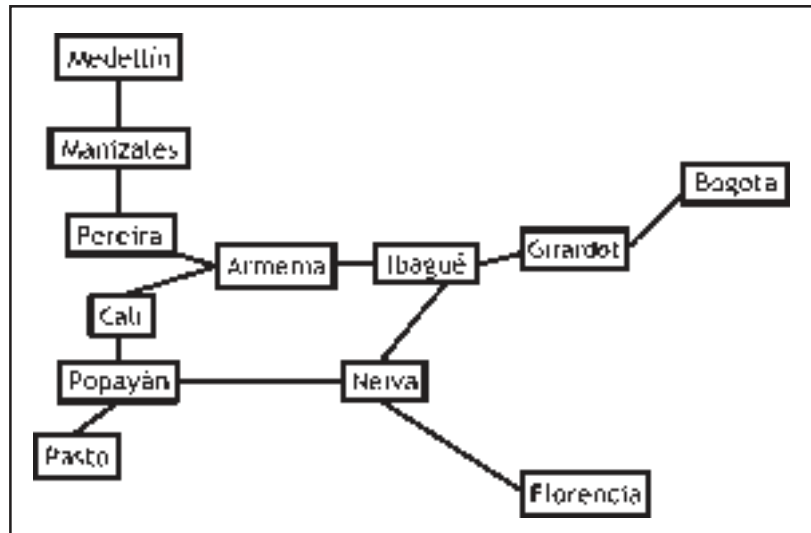 Medellín
Manizales
Bogota
Pereira
Girardot
Armenia
Ibagué
Cali
Popayán
Neiva
Pasto
Florencia